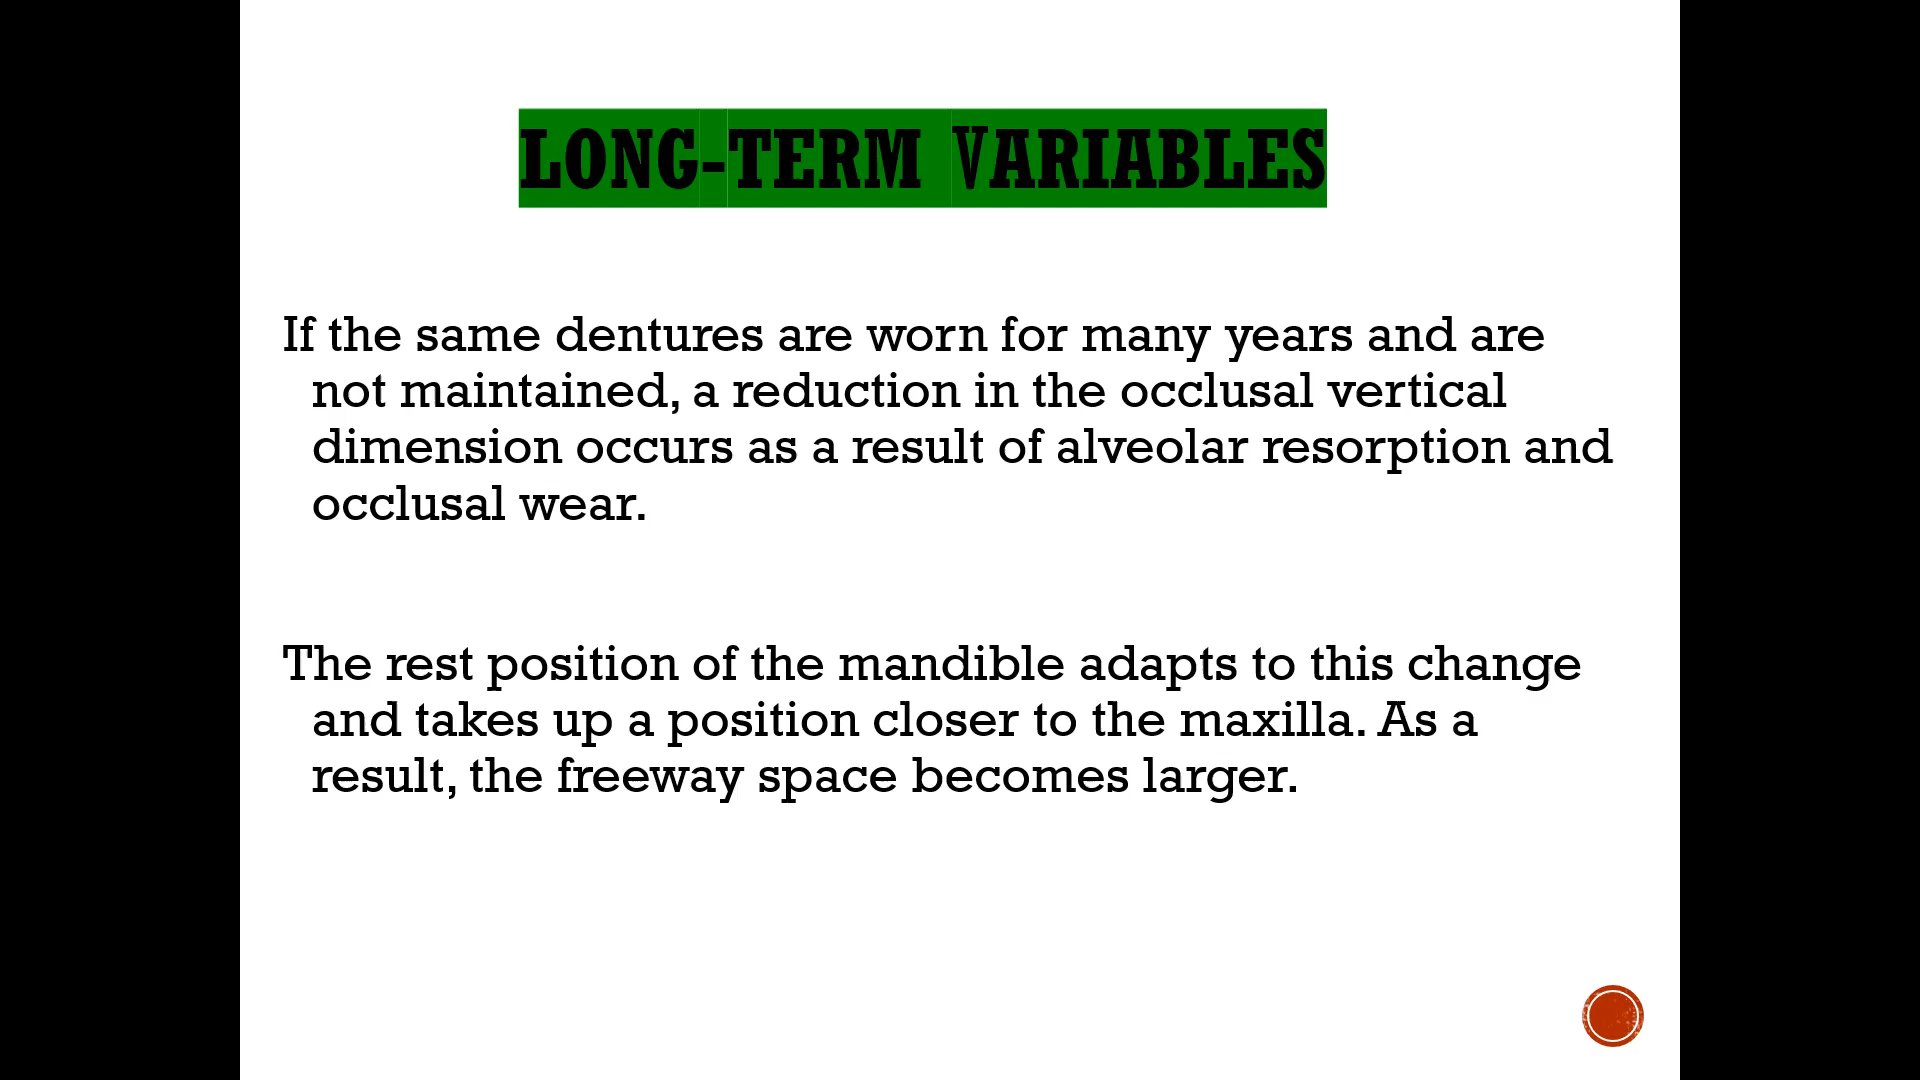 LONG-TERM VARIABLES
If the same dentures are worn for many years and are
not maintained, a reduction in the occlusal vertical
dimension occurs as a result of alveolar resorption and
occlusal wear.
The rest position of the mandible adapts to this change
and takes up a position closer to the maxilla. As a
result, the freeway space becomes larger.